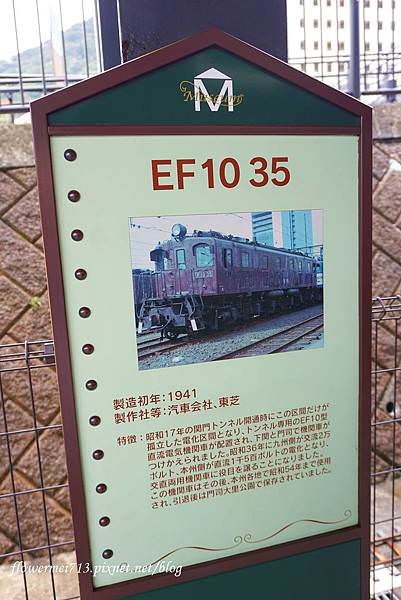 Museum
M
EF10 35
製造初年：1941
製作社等：汽車会社、東芝
特徴：昭和17年の関門トンネル開通時にこの区間だけが
孤立した電化区間となり、トンネル専用のEF10型
直流電気機関車が配置され、下関と門司で機関車が
つけかえられました。昭和36年に九州側が交流2万
ボルト、本州側が直流1千5百ボルトの電化となり、
交直両用機関車に役目を譲ることになりました。
この機関車はその後、本州各地で昭和54年まで使用
され、引退後は門司大里公園で保存されていました。
flowermei713.pixnet.net/blog